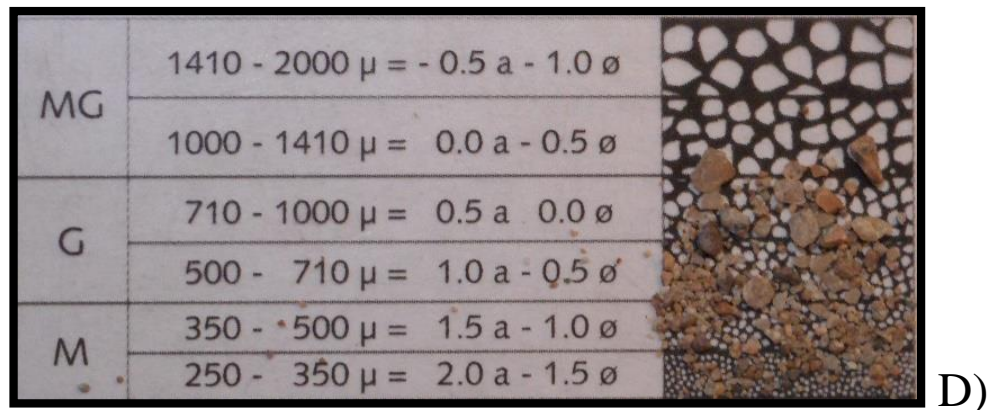 MG
1410 - 2000 µ = - 0.5 a - 1.0 ø
1000 - 1410 µ = 0.0 a - 0.5 ø
G
710 - 1000 µ = 0.5 a 0.0 ø
500 - 710 µ = 1.0 a - 0.5 ø
M
350 - 500 µ = 1.5 a - 1.0 ø
250 - 350 µ = 2.0 a - 1.5 ø
D)